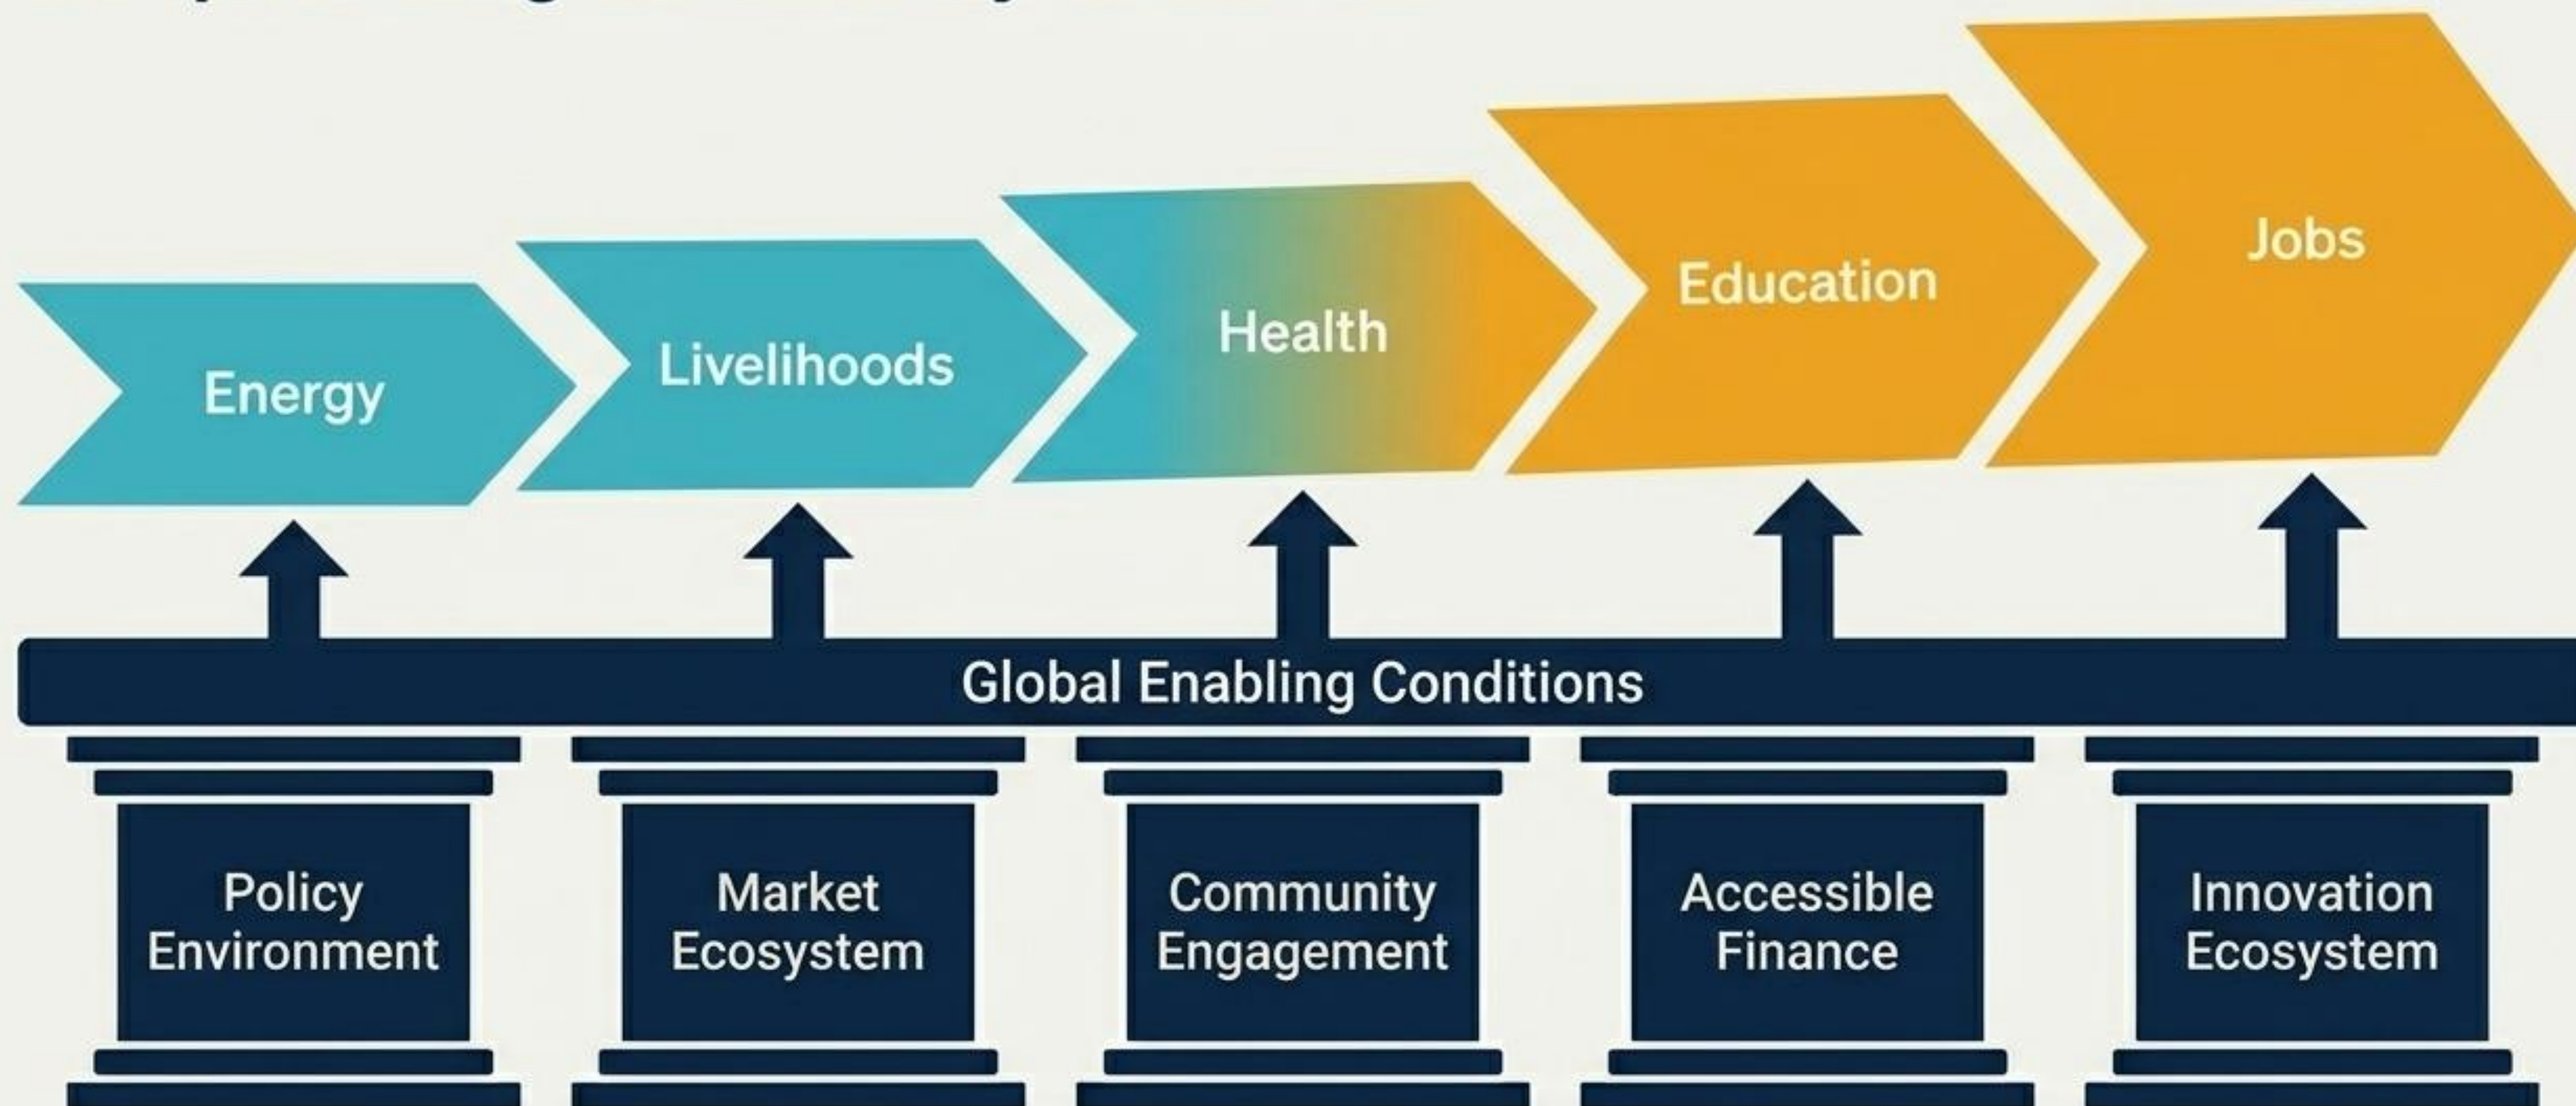 Energy
Livelihoods
Health
Education
Jobs
Global Enabling Conditions
Policy
Environment
Market
Ecosystem
Community
Engagement
Accessible
Finance
Innovation
Ecosystem